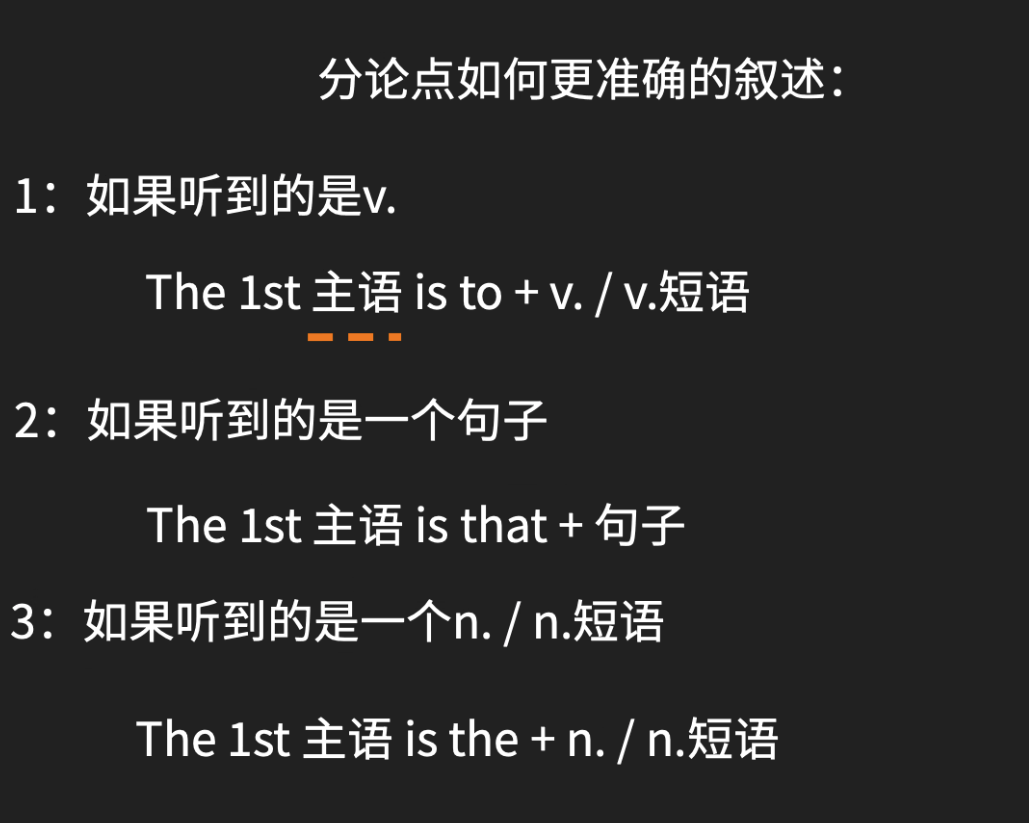 分论点如何更准确的叙述：
1：如果听到的是v.
The 1st 主语 is to + v. / v.短语
2：如果听到的是一个句子
The 1st 主语 is that + 句子
3：如果听到的是一个n. / n.短语
The 1st 主语 is the + n. / n.短语